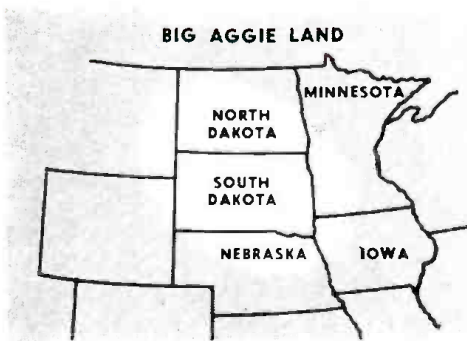 BIG AGGIE LAND
MINNESOTA
NORTH
DAKOTA
SOUTH
DAKOTA
NEBRASKA
IOWA